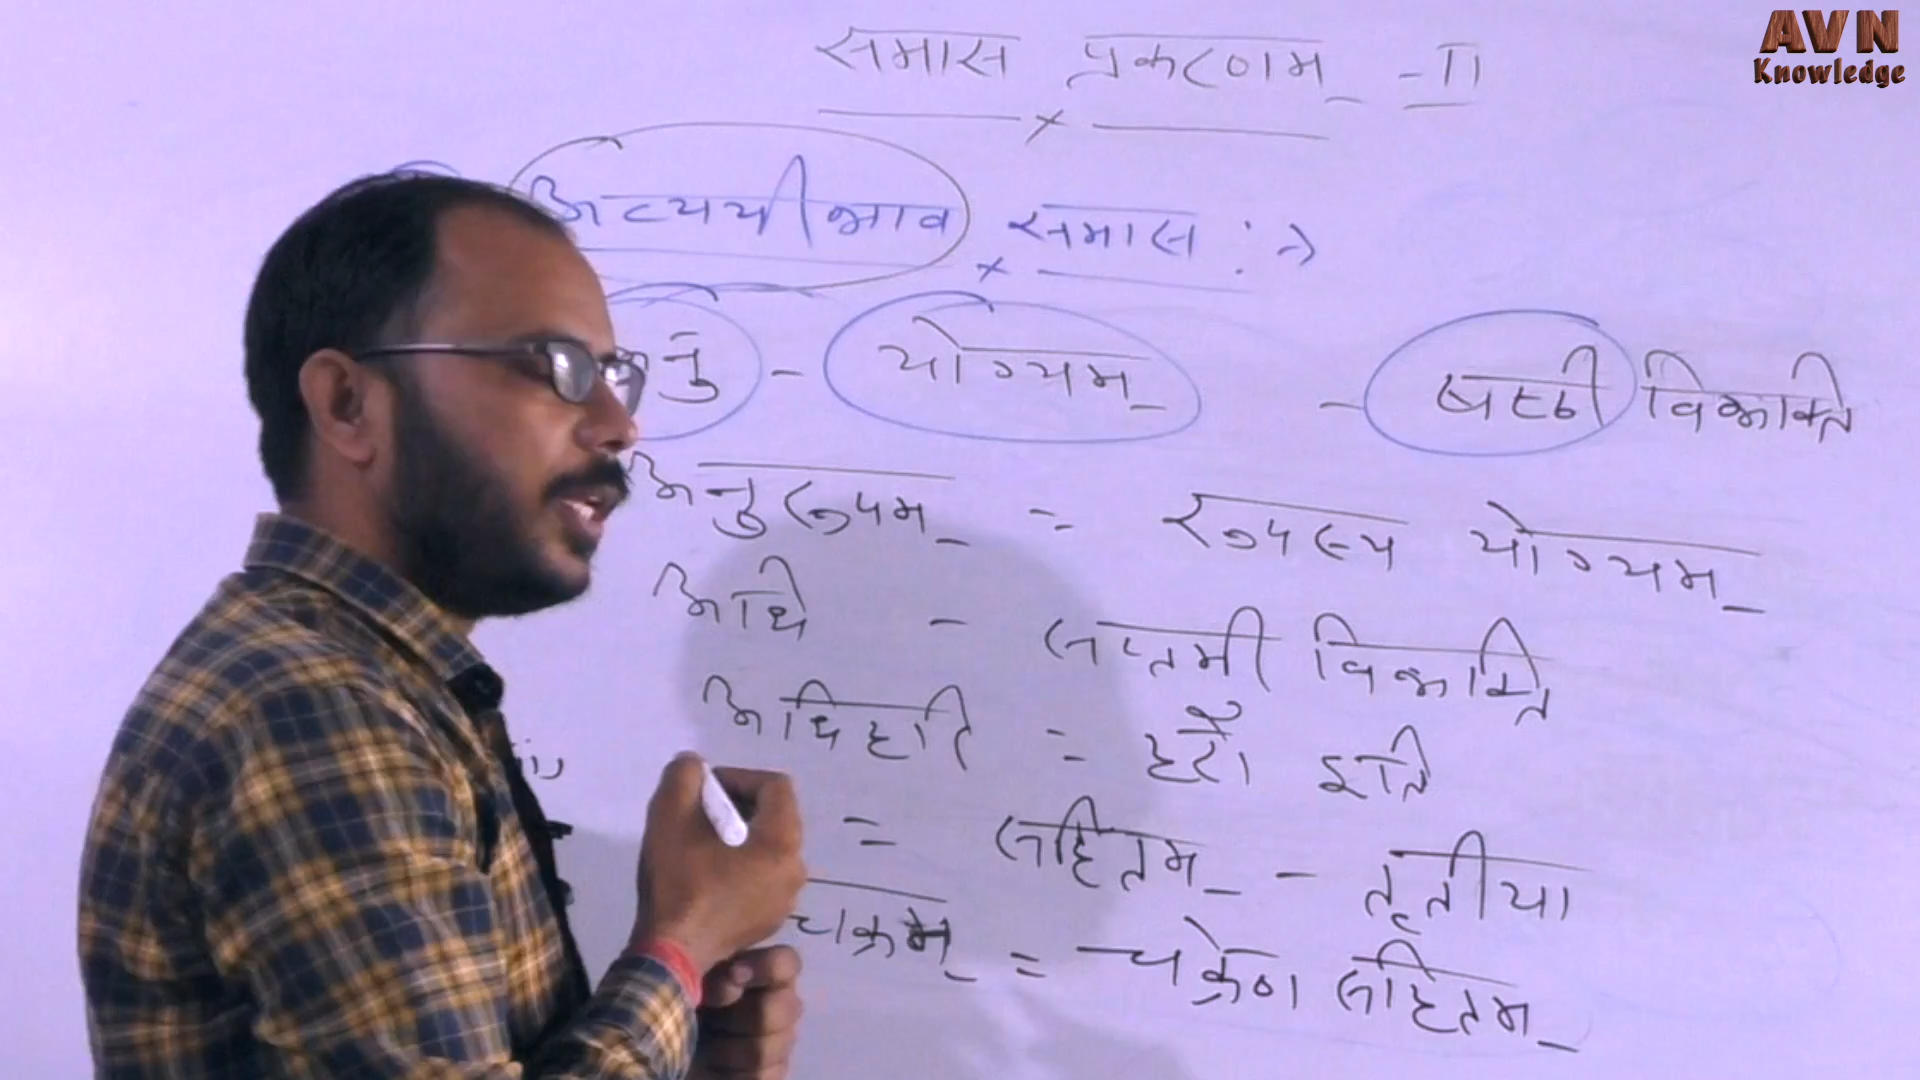 AVN
Knowledge
समास प्रकरणम् - II
अव्ययीभाव समास :→
नु - योग्यम् - षष्ठी विभक्ति
अनुरूपम् = रूपस्य योग्यम्
अधि - सप्तमी विभक्ति
अधिहरि = हरौ इति
= सहितम् - तृतीया
चक्रम् = चक्रेण सहितम्